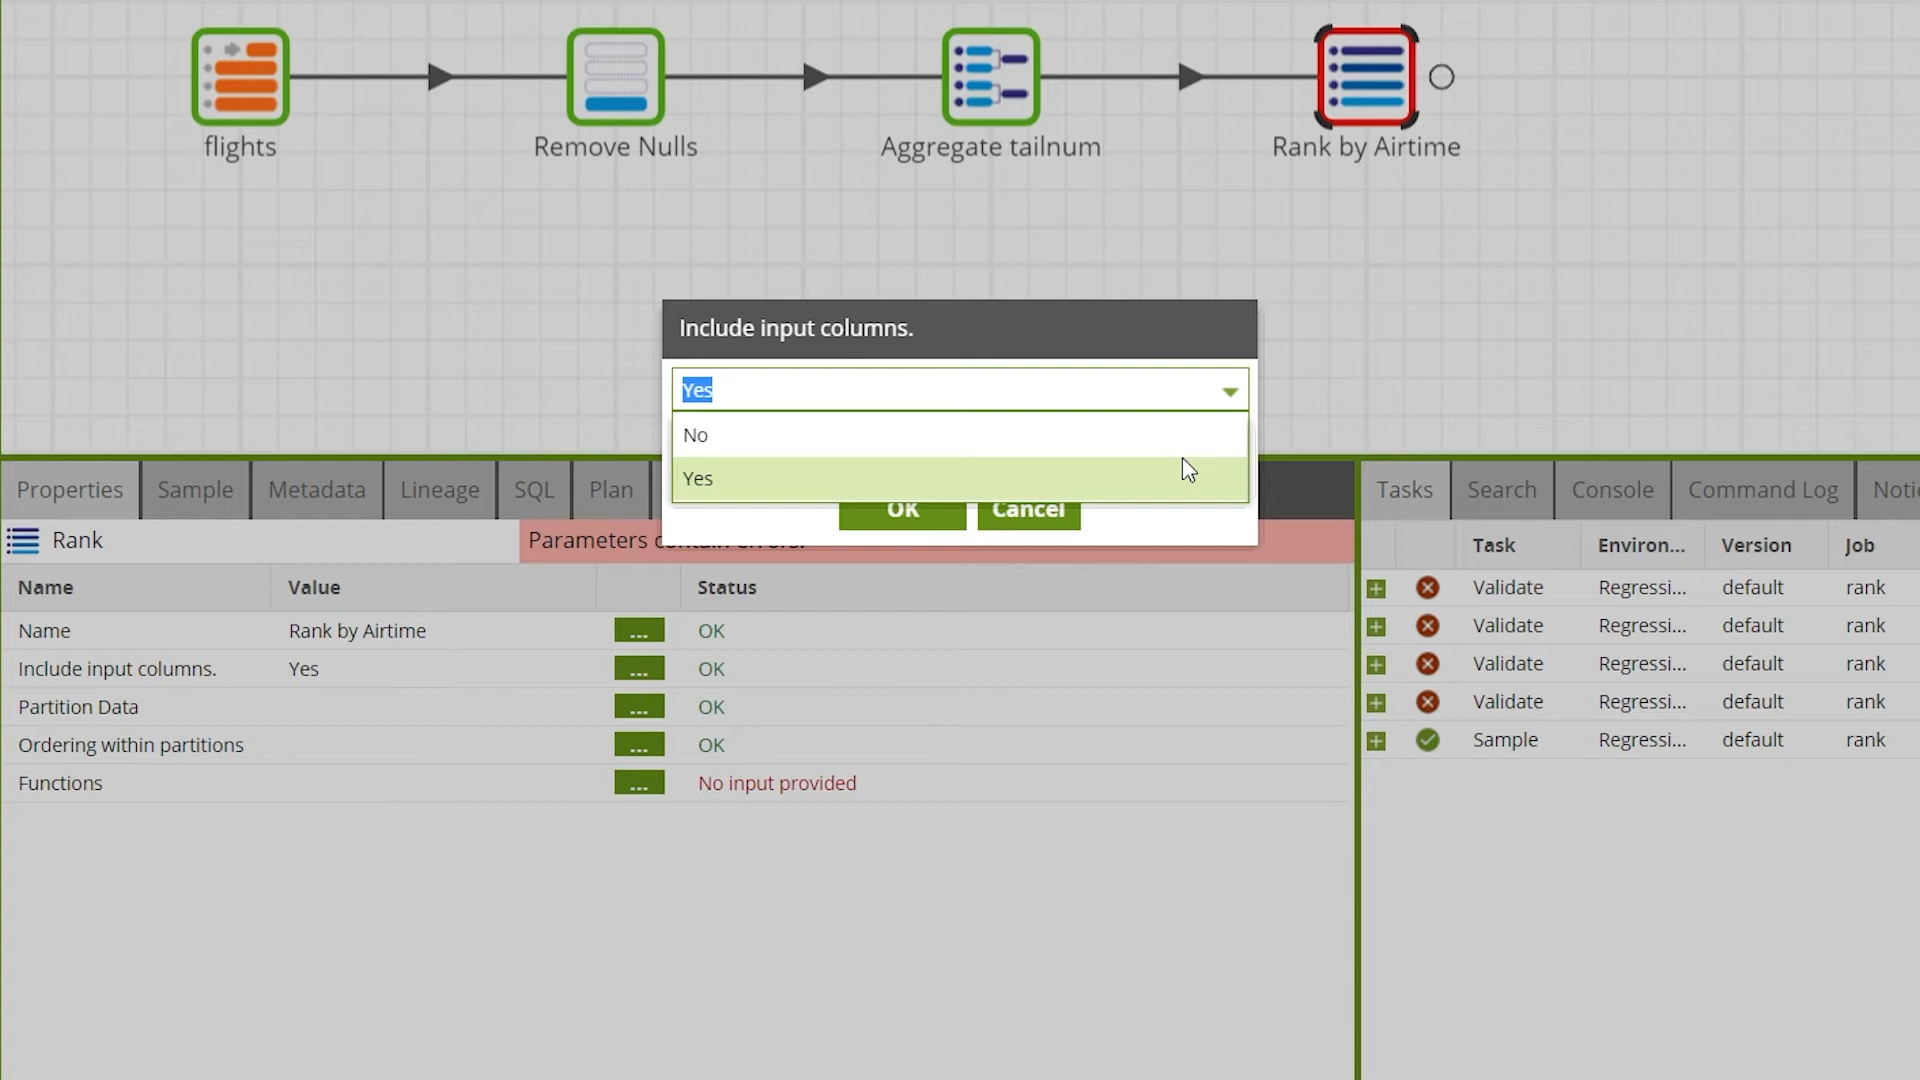 flights
Remove Nulls
Aggregate tailnum
Rank by Airtime
Include input columns.
Yes
No
Yes
OK
Cancel
Properties
Sample
Metadata
Lineage
SQL
Plan
Rank
Parameters contain errors.
Name
Value
Status
Name
Rank by Airtime
...
OK
Include input columns.
Yes
...
OK
Partition Data
...
OK
Ordering within partitions
...
OK
Functions
...
No input provided
Tasks
Search
Console
Command Log
Notic
Task
Environ...
Version
Job
Validate
Regressi...
default
rank
Validate
Regressi...
default
rank
Validate
Regressi...
default
rank
Validate
Regressi...
default
rank
Sample
Regressi...
default
rank